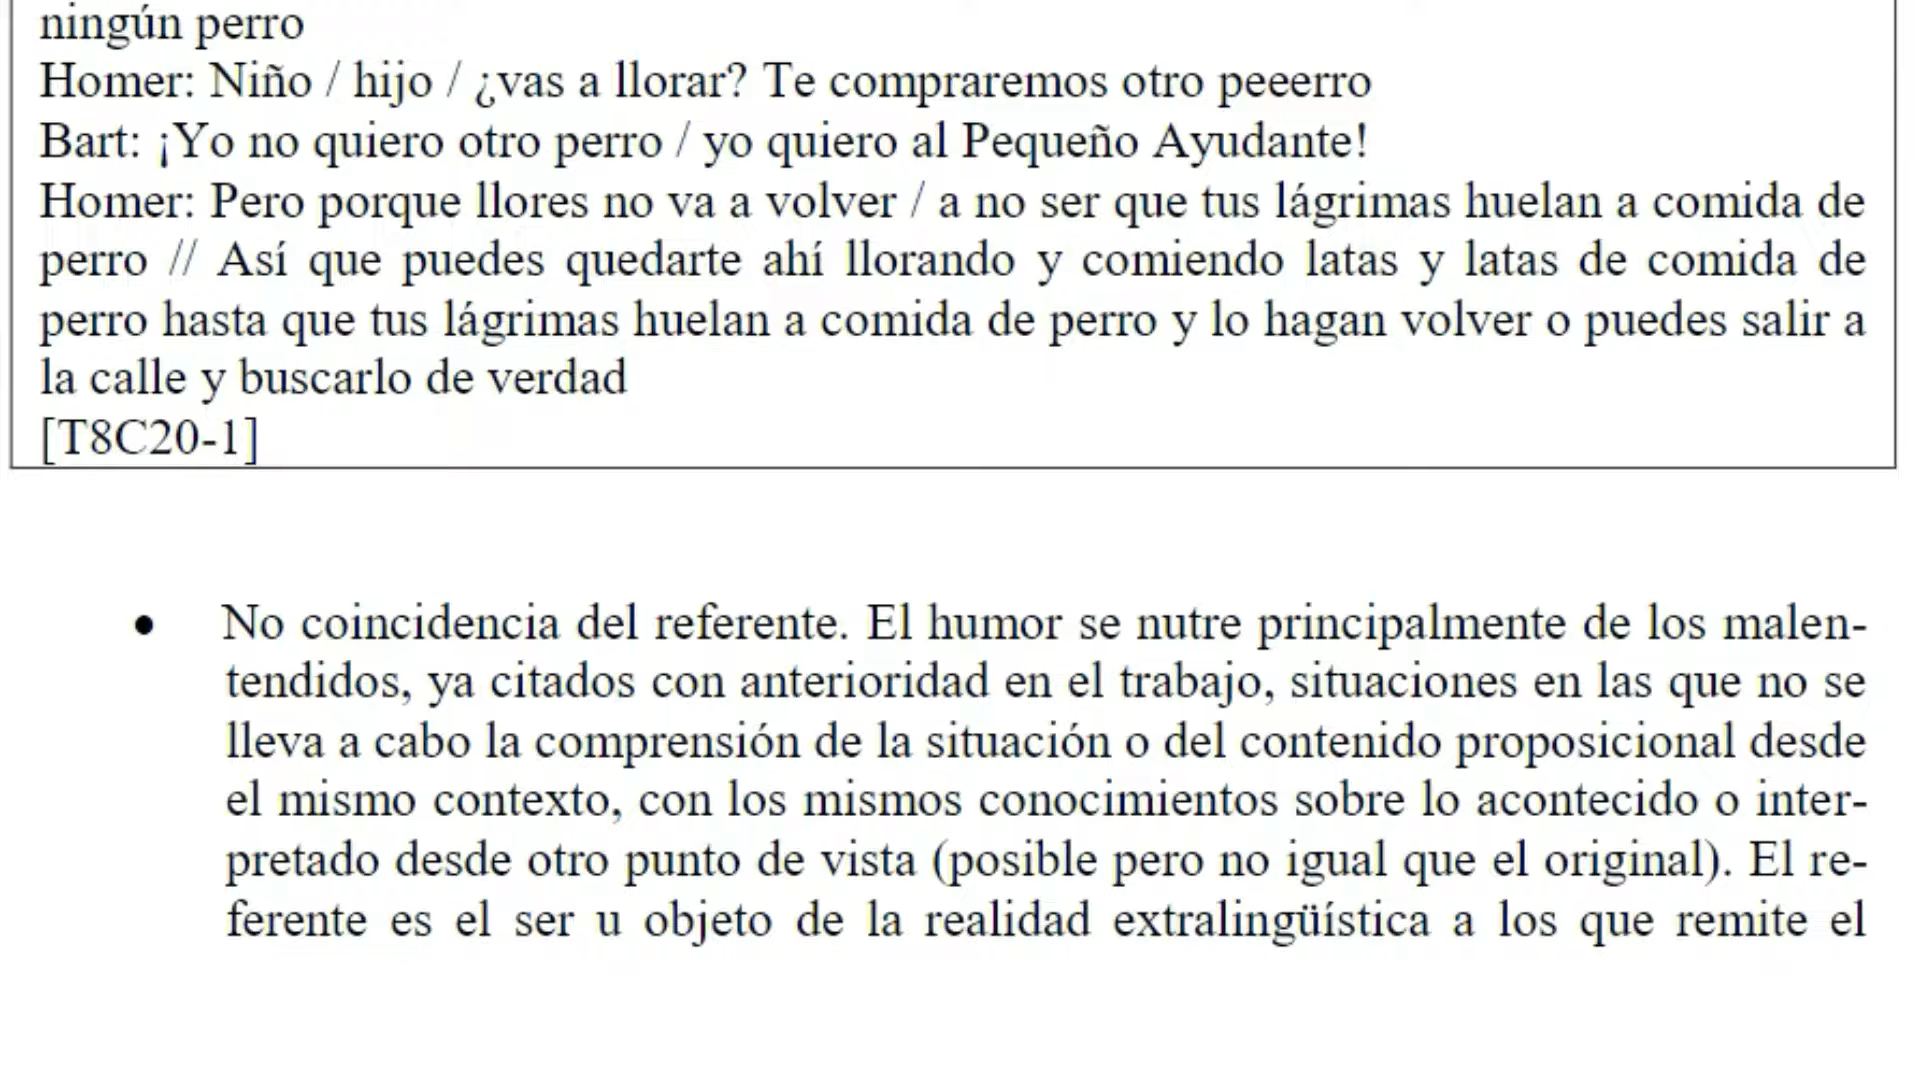 ningún perro
Homer: Niño / hijo / ¿vas a llorar? Te compraremos otro peeerro
Bart: ¡Yo no quiero otro perro / yo quiero al Pequeño Ayudante!
Homer: Pero porque llores no va a volver / a no ser que tus lágrimas huelan a comida de
perro // Así que puedes quedarte ahí llorando y comiendo latas y latas de comida de
perro hasta que tus lágrimas huelan a comida de perro y lo hagan volver o puedes salir a
la calle y buscarlo de verdad
[T8C20-1]
• No coincidencia del referente. El humor se nutre principalmente de los malen-
tendidos, ya citados con anterioridad en el trabajo, situaciones en las que no se
lleva a cabo la comprensión de la situación o del contenido proposicional desde
el mismo contexto, con los mismos conocimientos sobre lo acontecido o inter-
pretado desde otro punto de vista (posible pero no igual que el original). El re-
ferente es el ser u objeto de la realidad extralingüística a los que remite el